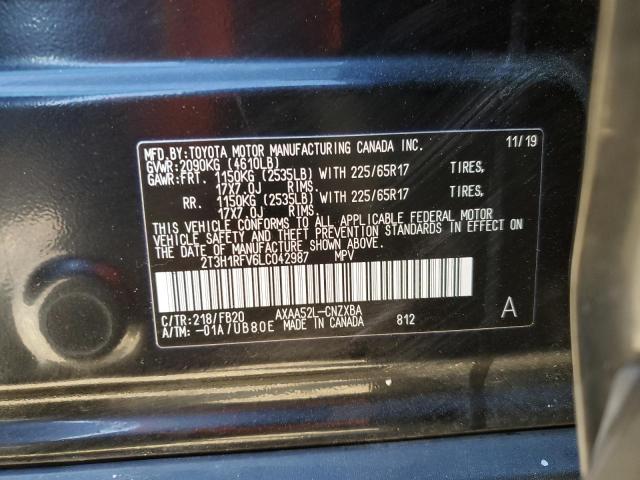 MFD.BY:TOYOTA MOTOR MANUFACTURING CANADA INC. 11/19
GVWR:2090KG (4610LB)
GAWR:FRT. 1150KG (2535LB) WITH 225/65R17 TIRES,
17X7.0J RIMS.
RR. 1150KG (2535LB) WITH 225/65R17 TIRES,
17X7.0J RIMS.
THIS VEHICLE CONFORMS TO ALL APPLICABLE FEDERAL MOTOR
VEHICLE SAFETY AND THEFT PREVENTION STANDARDS IN EFFECT ON
THE DATE OF MANUFACTURE SHOWN ABOVE.
2T3H1RFV6LC042987 MPV
C/TR:218/FB20 AXAA52L-CNZXBA A
A/TM: -01A/UB80E MADE IN CANADA 812